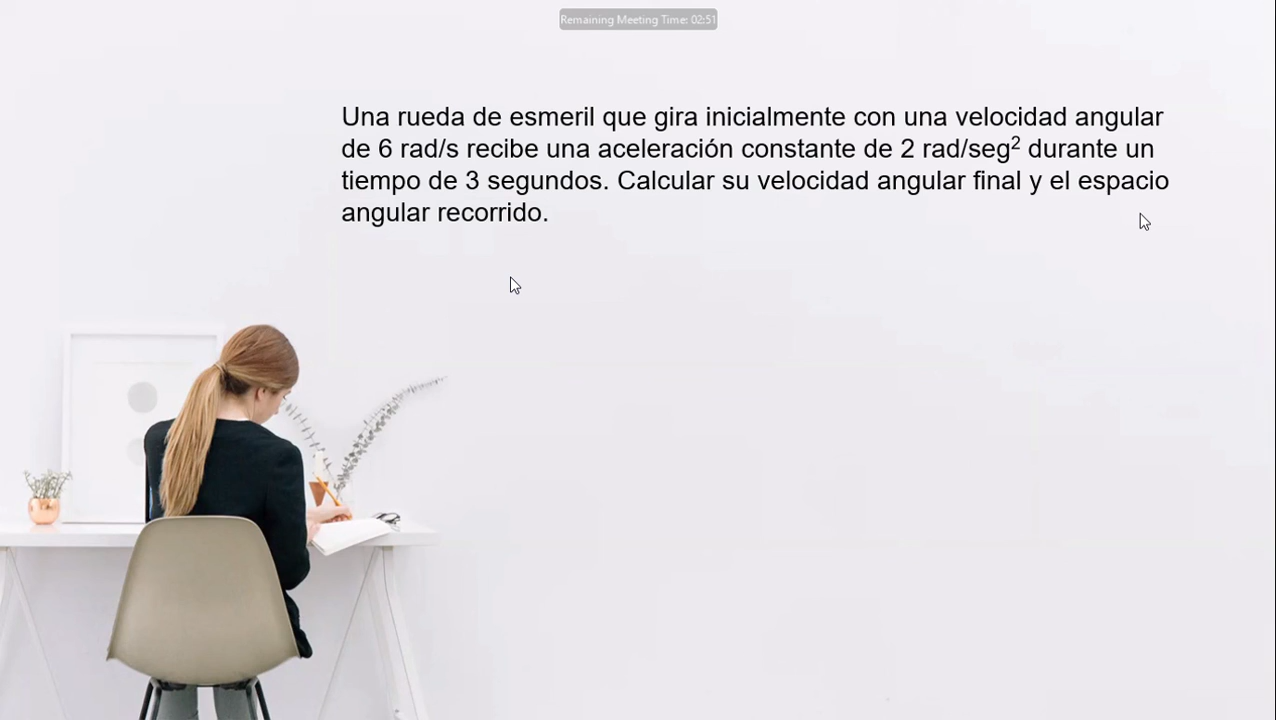 Remaining Meeting Time: 02:51
Una rueda de esmeril que gira inicialmente con una velocidad angular
de 6 rad/s recibe una aceleración constante de 2 rad/seg² durante un
tiempo de 3 segundos. Calcular su velocidad angular final y el espacio
angular recorrido.